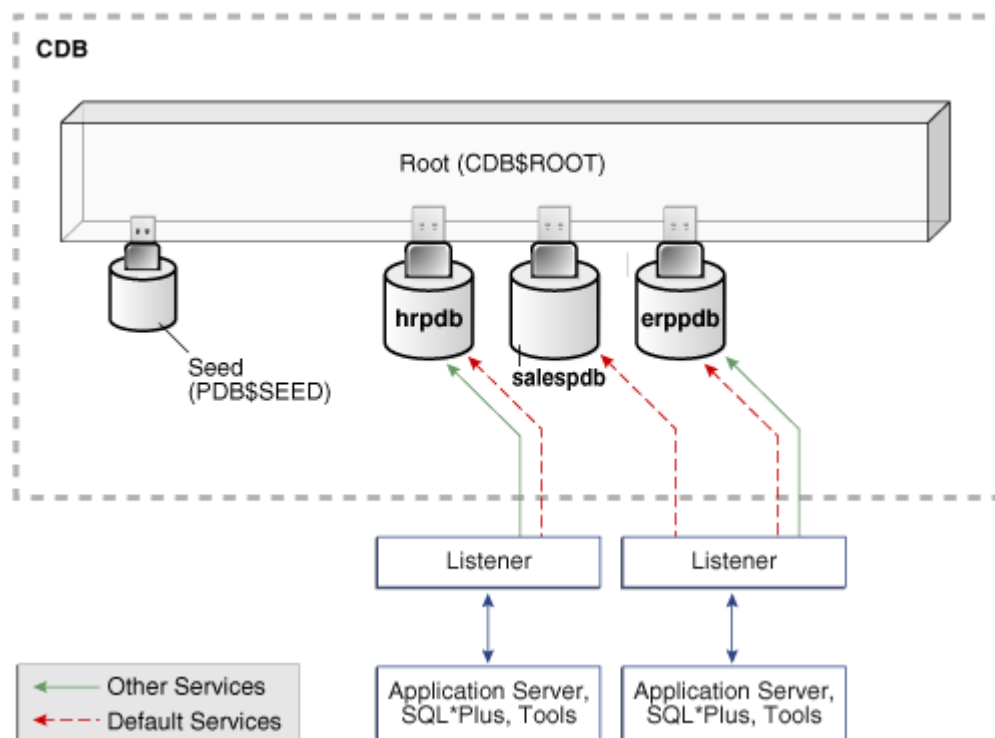 CDB
Root (CDB$ROOT)
hrpdb
salespdb
erppdb
Seed
(PDB$SEED)
Listener
Listener
Application Server,
SQL*Plus, Tools
Application Server,
SQL*Plus, Tools
Other Services
Default Services